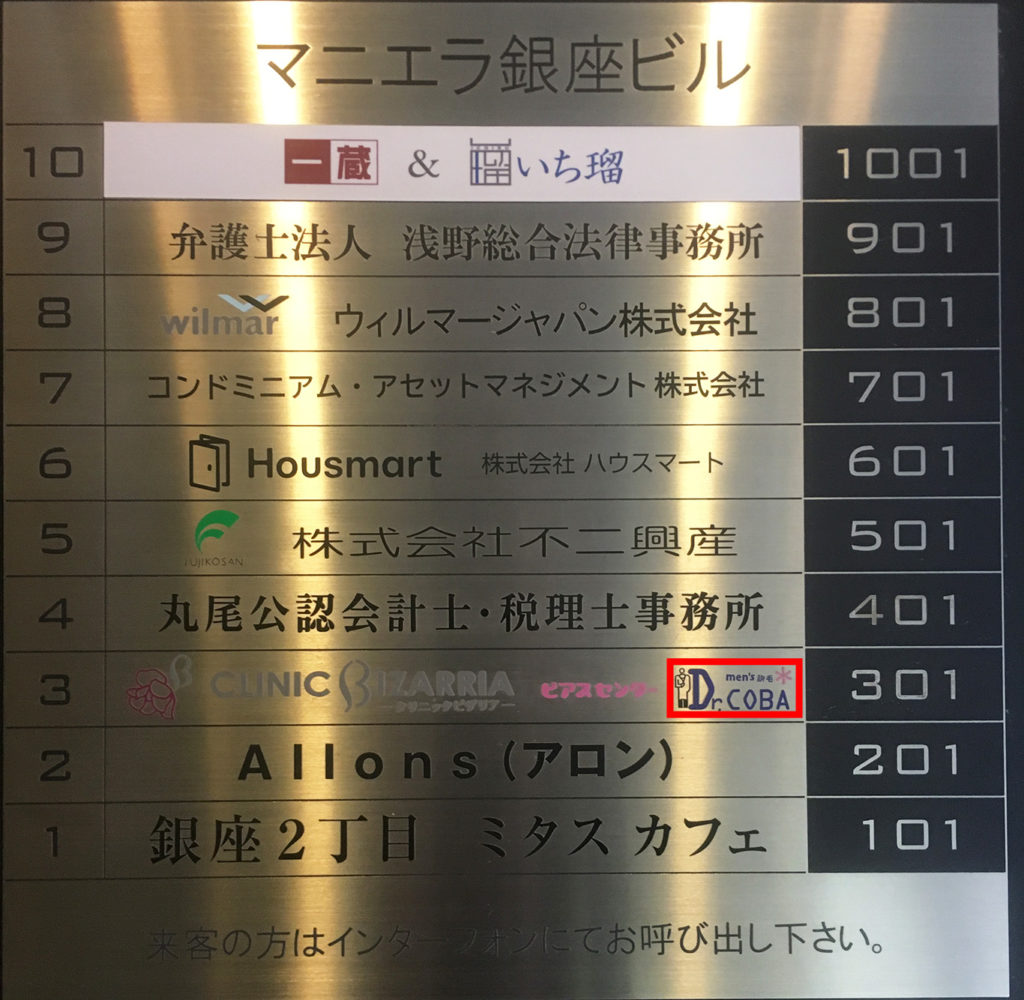 マニエラ銀座ビル
10 一蔵 & 瑠 いち瑠 1001
9 弁護士法人 浅野総合法律事務所 901
8 wilmar ウィルマージャパン株式会社 801
7 コンドミニアム・アセットマネジメント 株式会社 701
6 Housmart 株式会社 ハウスマート 601
5 FUJIKOSAN 株式会社不二興産 501
4 丸尾公認会計士・税理士事務所 401
3 CLINIC BIZARRIA クリニックビザリア ピアスセンター men's 脱毛 Dr.COBA 301
2 Allons(アロン) 201
1 銀座2丁目 ミタス カフェ 101
来客の方はインターフォンにてお呼び出し下さい。